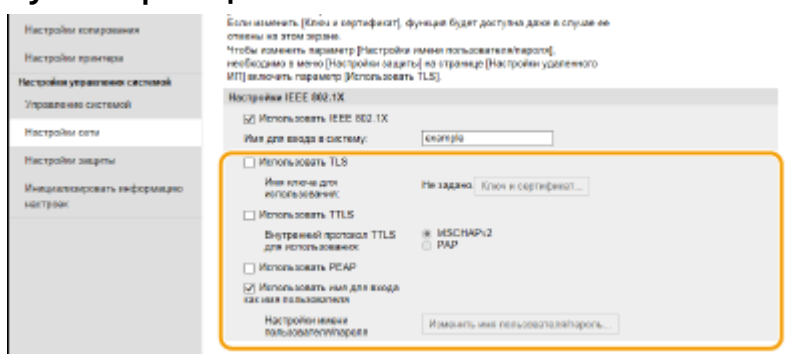 Настройки копирования
Настройки принтера
Настройки управления системой
Управление системой
Настройки сети
Настройки защиты
Инициализировать информацию
настроек
Если изменить [Ключ и сертификат], функция будет доступна даже в случае ее
отмены на этом экране.
Чтобы изменить параметр [Настройки имени пользователя/пароля],
необходимо в меню [Настройки защиты] на странице [Настройки удаленного
ИП] включить параметр [Использовать TLS].
Настройки IEEE 802.1X
Использовать IEEE 802.1X
Имя для входа в систему: example
Использовать TLS
Имя ключа для
использования: Не задано. Ключ и сертификат...
Использовать TTLS
Внутренний протокол TTLS
для использования: MSCHAPv2
PAP
Использовать PEAP
Использовать имя для входа
как имя пользователя
Настройки имени
пользователя/пароля Изменить имя пользователя/пароль...